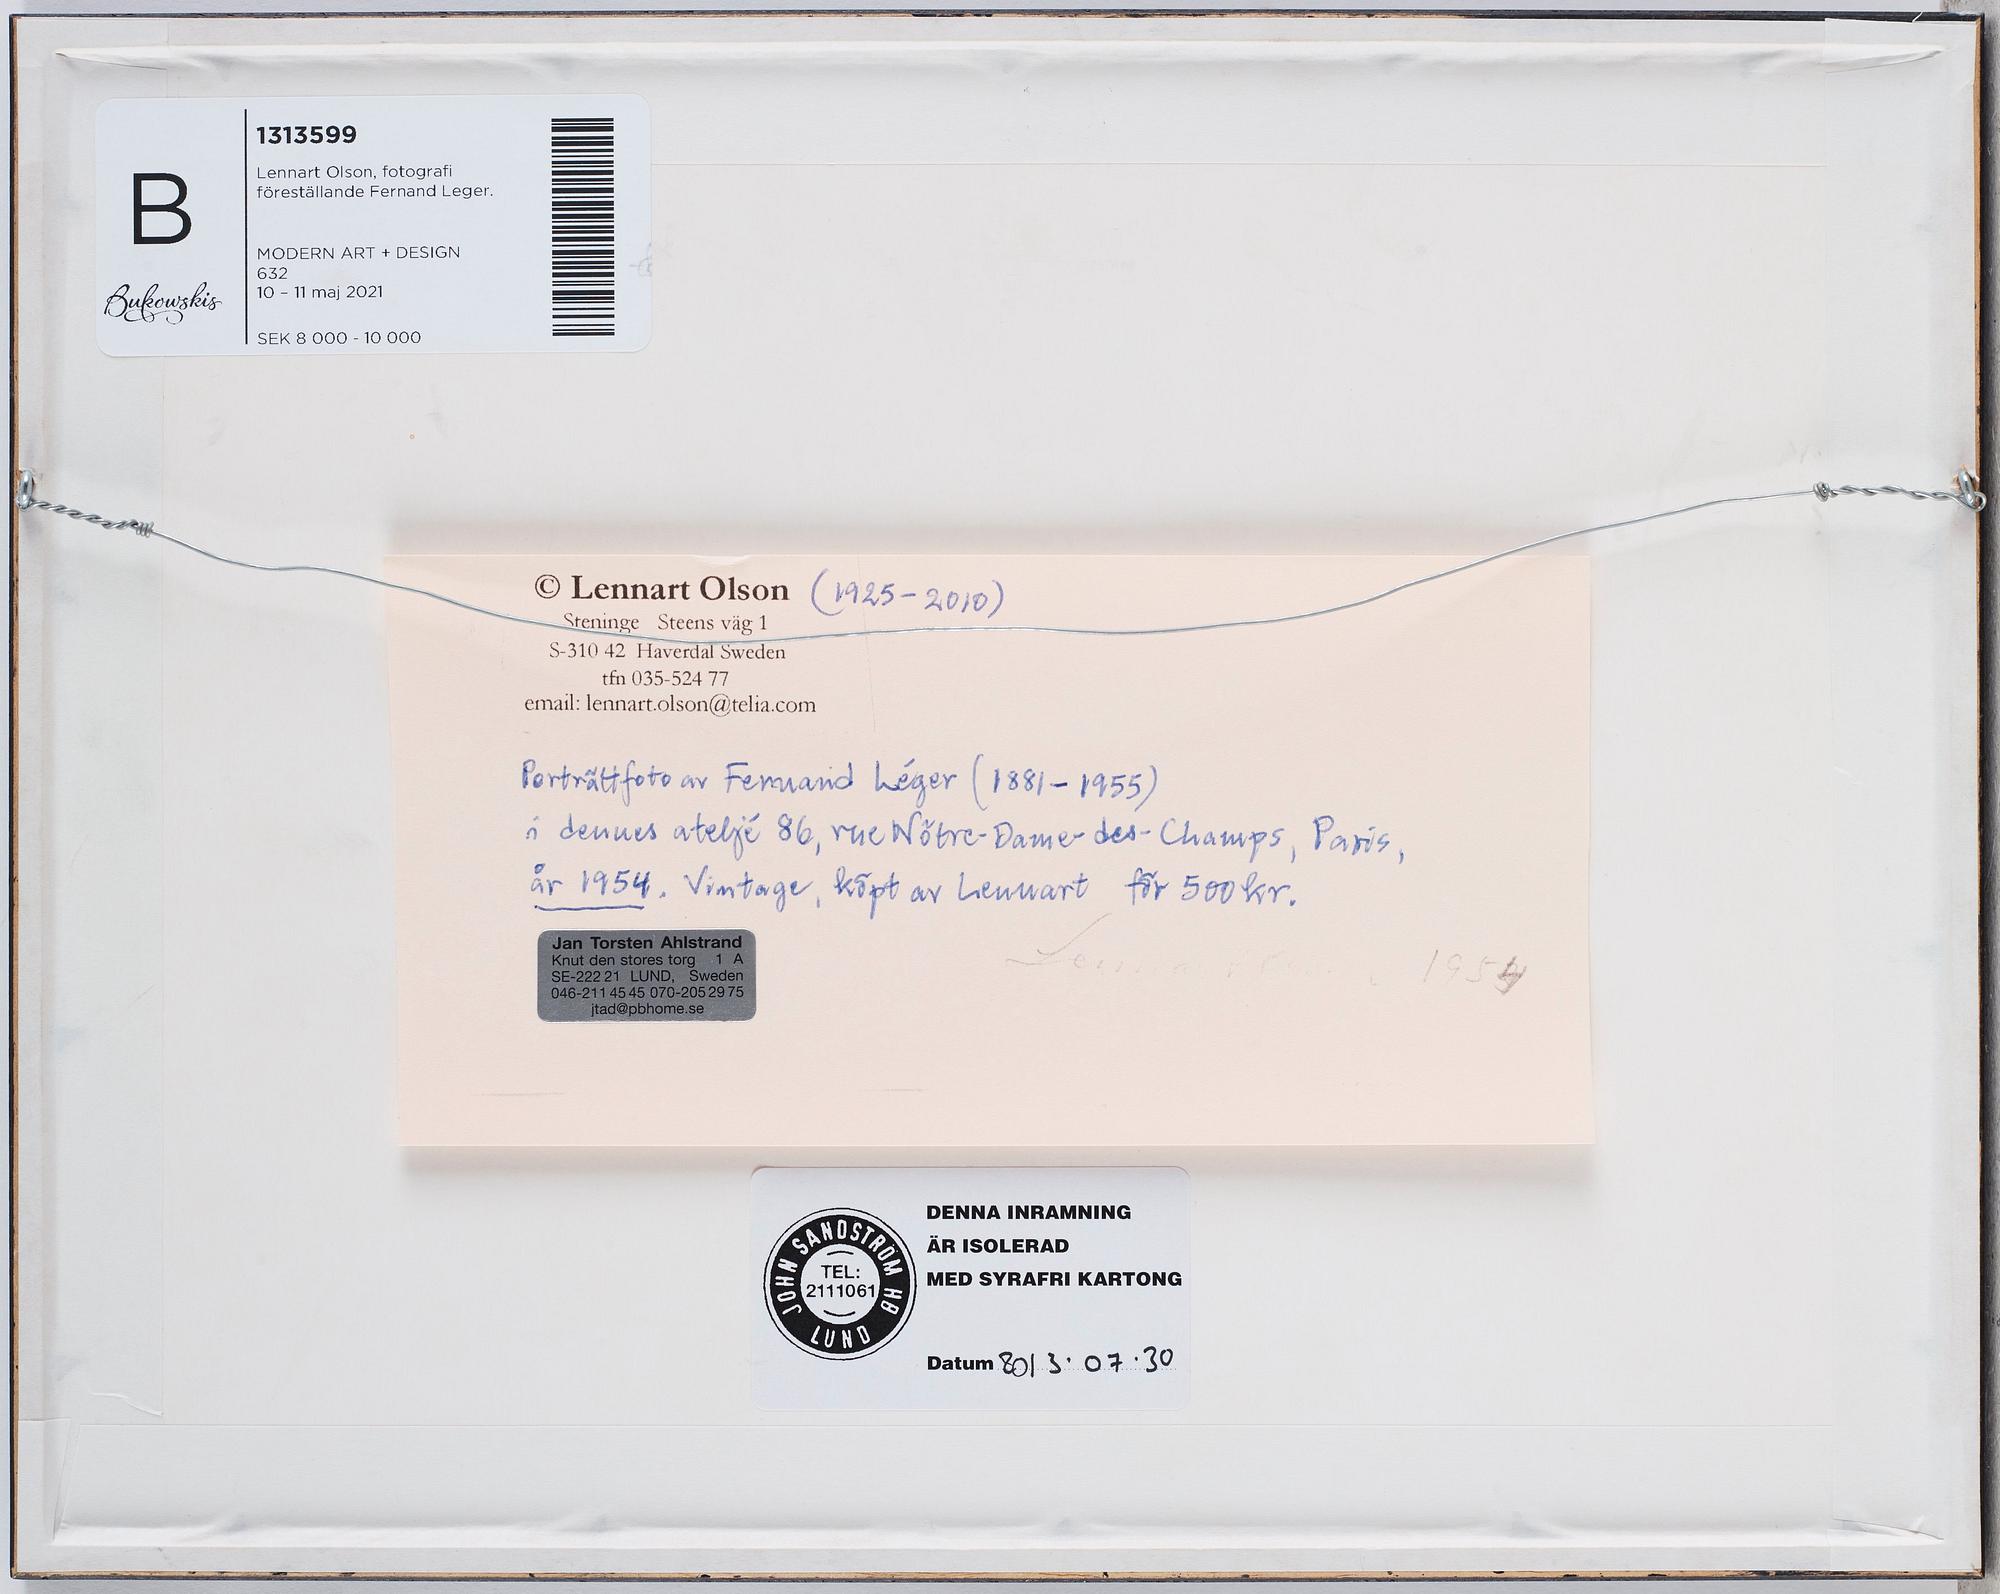 B
Bukowskis
1313599
Lennart Olson, fotografi
föreställande Fernand Leger.
MODERN ART + DESIGN
632
10 – 11 maj 2021
SEK 8 000 - 10 000
© Lennart Olson (1925-2010)
Steninge Steens väg 1
S-310 42 Haverdal Sweden
tfn 035-524 77
email: lennart.olson@telia.com
Porträttfoto av Fernand Léger (1881-1955)
i dennes ateljé 86, rue Nôtre-Dame-des-Champs, Paris,
år 1954. Vintage, köpt av Lennart för 500 kr.
1954
Jan Torsten Ahlstrand
Knut den stores torg 1 A
SE-222 21 LUND, Sweden
046-211 45 45 070-205 29 75
jtad@pbhome.se
JOHN SANDSTRÖM HB
TEL:
2111061
LUND
DENNA INRAMNING
ÄR ISOLERAD
MED SYRAFRI KARTONG
Datum 2013.07.30